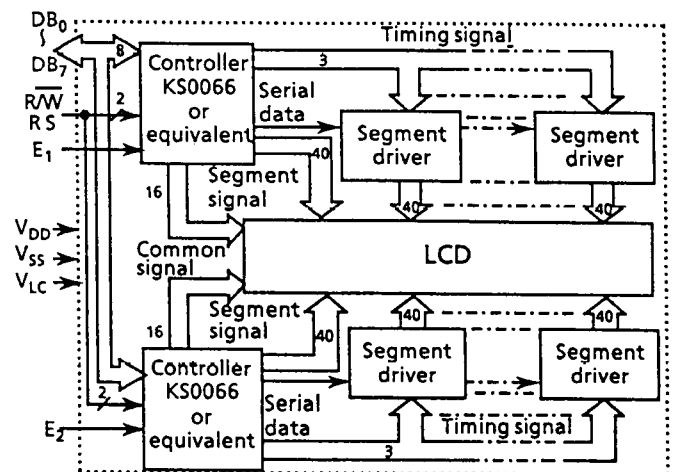 DB0
∫
DB7
8
R/W
RS
2
E1
VDD
VSS
VLC
Controller
KS0066
or
equivalent
Timing signal
3
Serial
data
Segment
driver
Segment
driver
40
Segment
signal
16
40
40
LCD
Common
signal
16
Segment
signal
40
40
40
Controller
KS0066
or
equivalent
2
E2
Segment
driver
Segment
driver
Serial
data
Timing signal
3